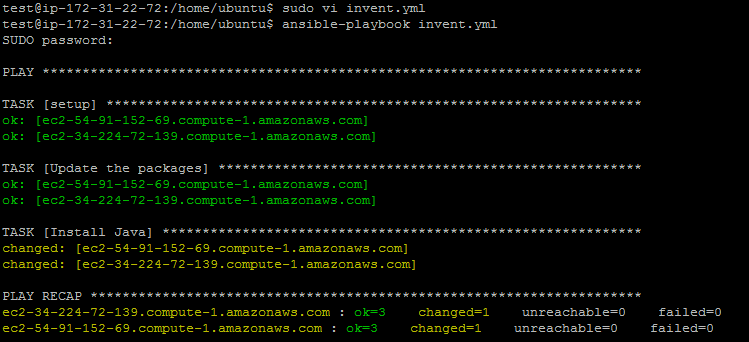 test@ip-172-31-22-72:/home/ubuntu$ sudo vi invent.yml
test@ip-172-31-22-72:/home/ubuntu$ ansible-playbook invent.yml
SUDO password:
PLAY ***************************************************************************
TASK [setup] *******************************************************************
ok: [ec2-54-91-152-69.compute-1.amazonaws.com]
ok: [ec2-34-224-72-139.compute-1.amazonaws.com]
TASK [Update the packages] *****************************************************
ok: [ec2-54-91-152-69.compute-1.amazonaws.com]
ok: [ec2-34-224-72-139.compute-1.amazonaws.com]
TASK [Install Java] ************************************************************
changed: [ec2-54-91-152-69.compute-1.amazonaws.com]
changed: [ec2-34-224-72-139.compute-1.amazonaws.com]
PLAY RECAP *********************************************************************
ec2-34-224-72-139.compute-1.amazonaws.com : ok=3    changed=1    unreachable=0    failed=0
ec2-54-91-152-69.compute-1.amazonaws.com : ok=3    changed=1    unreachable=0    failed=0